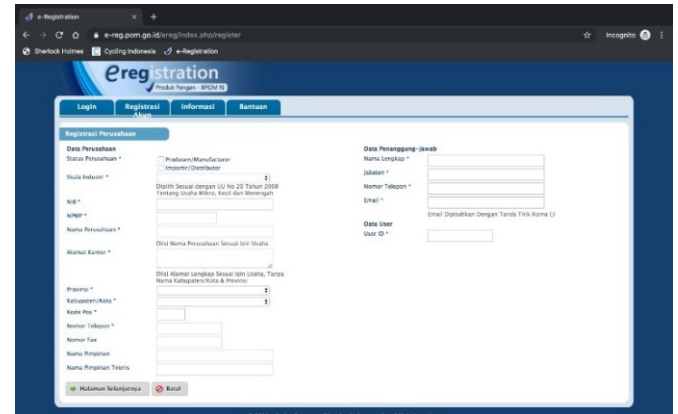 e-Registration
e-reg.pom.go.id/ereg/index.php/register
Incognito
Sherlock Holmes
Cycling Indonesia
e-Registration
eregistration
Produk Pangan - BPOM RI
Login
Registrasi Akun
Informasi
Bantuan
Registrasi Perusahaan
Data Perusahaan
Status Perusahaan *
Produsen/Manufacturer
Importir/Distributor
Skala Industri *
Dipilih Sesuai dengan UU No 20 Tahun 2008
Tentang Usaha Mikro, Kecil dan Menengah
NIB *
NPWP *
Nama Perusahaan *
Diisi Nama Perusahaan Sesuai Izin Usaha
Alamat Kantor *
Diisi Alamat Lengkap Sesuai Izin Usaha, Tanpa
Nama Kabupaten/Kota & Provinsi
Provinsi *
Kabupaten/Kota *
Kode Pos *
Nomor Telepon *
Nomor Fax
Nama Pimpinan
Nama Pimpinan Teknis
Halaman Selanjutnya
Batal
Data Penanggung-Jawab
Nama Lengkap *
Jabatan *
Nomor Telepon *
Email *
Email Dipisahkan Dengan Tanda Titik Koma (;)
Data User
User ID *